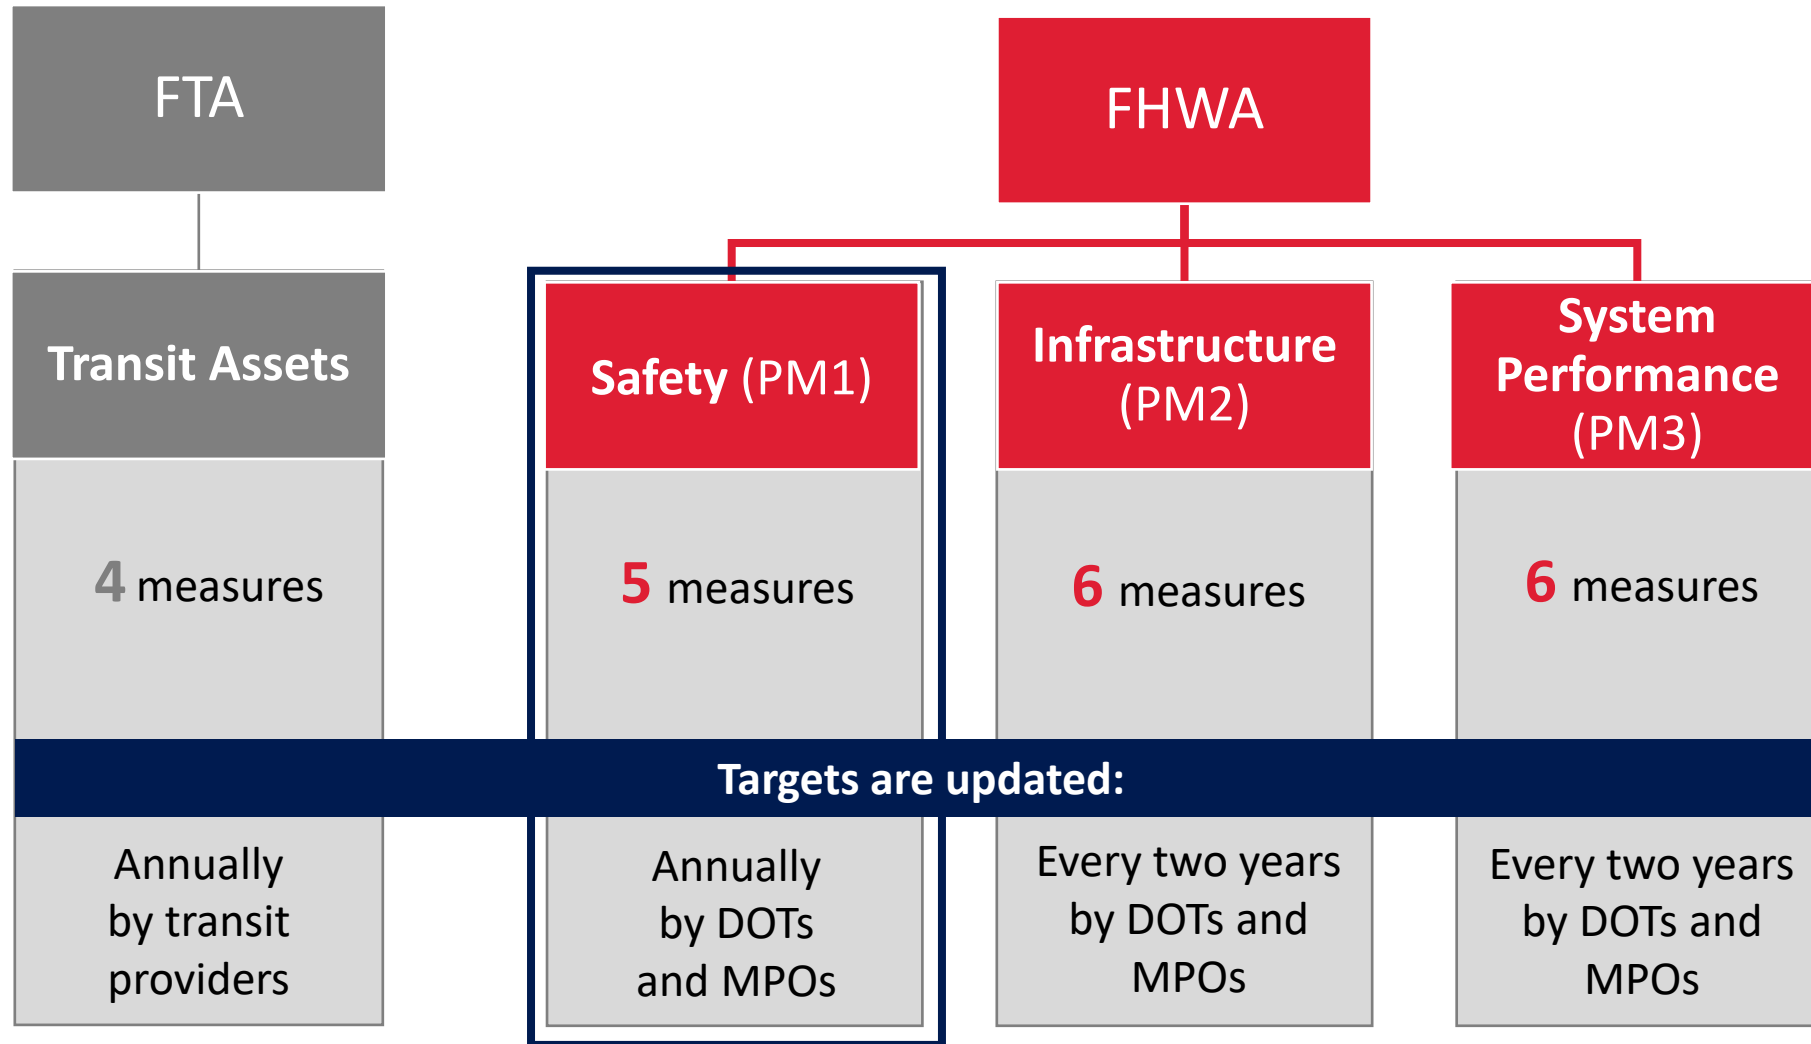 FTA
FHWA
Transit Assets
Safety (PM1)
Infrastructure
(PM2)
System
Performance
(PM3)
4 measures
5 measures
6 measures
6 measures
Targets are updated:
Annually
by transit
providers
Annually
by DOTs
and MPOs
Every two years
by DOTs and
MPOs
Every two years
by DOTs and
MPOs